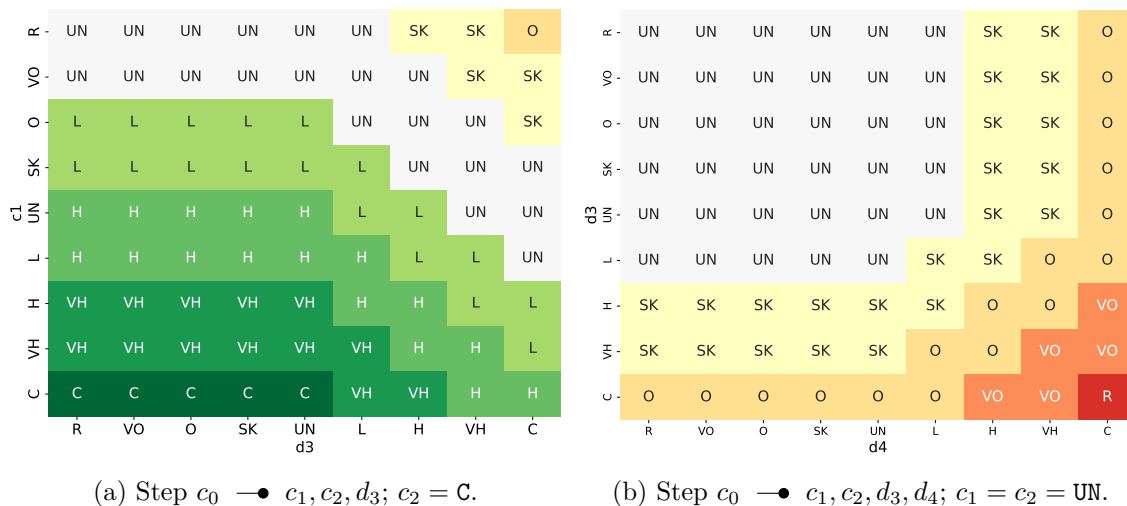 R UN UN UN UN UN UN SK SK O
VO UN UN UN UN UN UN UN SK SK
O L L L L L UN UN UN SK
SK L L L L L L UN UN UN
UN H H H H H L L UN UN
L H H H H H H L L UN
H VH VH VH VH VH H H L L
VH VH VH VH VH VH VH H H L
C C C C C C VH VH H H
c1
R VO O SK UN L H VH C
d3
(a) Step c₀ —● c₁, c₂, d₃; c₂ = C.
R UN UN UN UN UN UN SK SK O
VO UN UN UN UN UN UN SK SK O
O UN UN UN UN UN UN SK SK O
SK UN UN UN UN UN UN SK SK O
UN UN UN UN UN UN UN SK SK O
L UN UN UN UN UN SK SK O O
H SK SK SK SK SK SK O O VO
VH SK SK SK SK SK O O VO VO
C O O O O O O VO VO R
d3
R VO O SK UN L H VH C
d4
(b) Step c₀ —● c₁, c₂, d₃, d₄; c₁ = c₂ = UN.